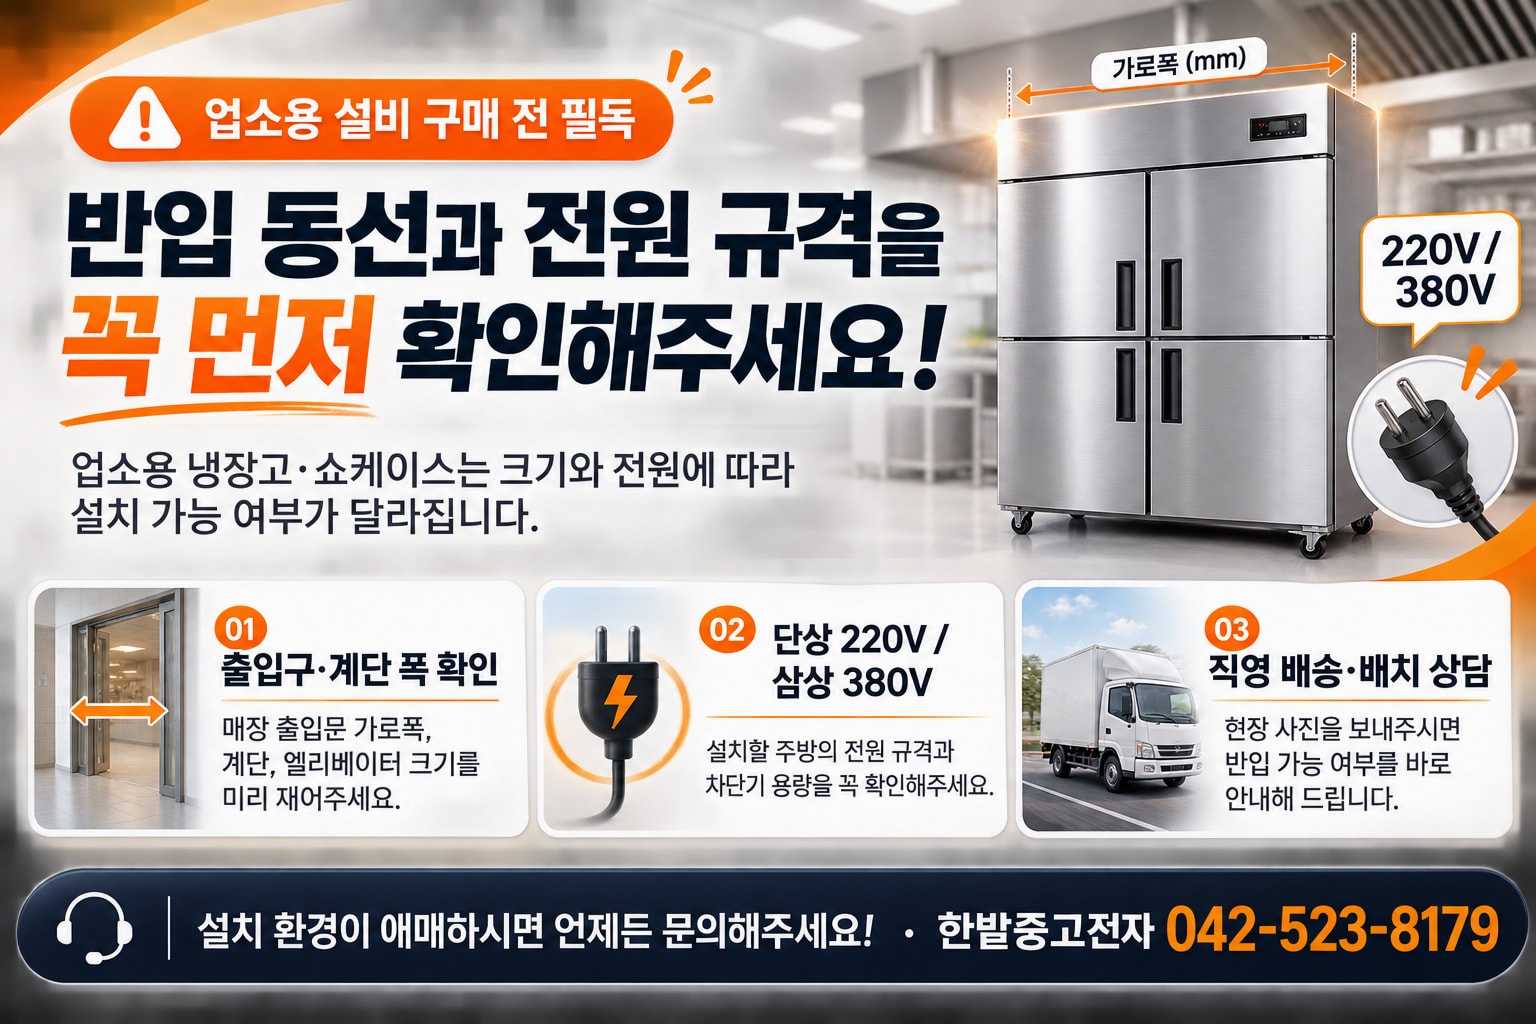 업소용 설비 구매 전 필독
반입 동선과 전원 규격을
꼭 먼저 확인해주세요!
업소용 냉장고·쇼케이스는 크기와 전원에 따라
설치 가능 여부가 달라집니다.
가로폭 (mm)
220V /
380V
01
출입구·계단 폭 확인
매장 출입문 가로폭,
계단, 엘리베이터 크기를
미리 재어주세요.
02
단상 220V /
삼상 380V
설치할 주방의 전원 규격과
차단기 용량을 꼭 확인해주세요.
03
직영 배송·배치 상담
현장 사진을 보내주시면
반입 가능 여부를 바로
안내해 드립니다.
설치 환경이 애매하시면 언제든 문의해주세요! · 한밭중고전자 042-523-8179